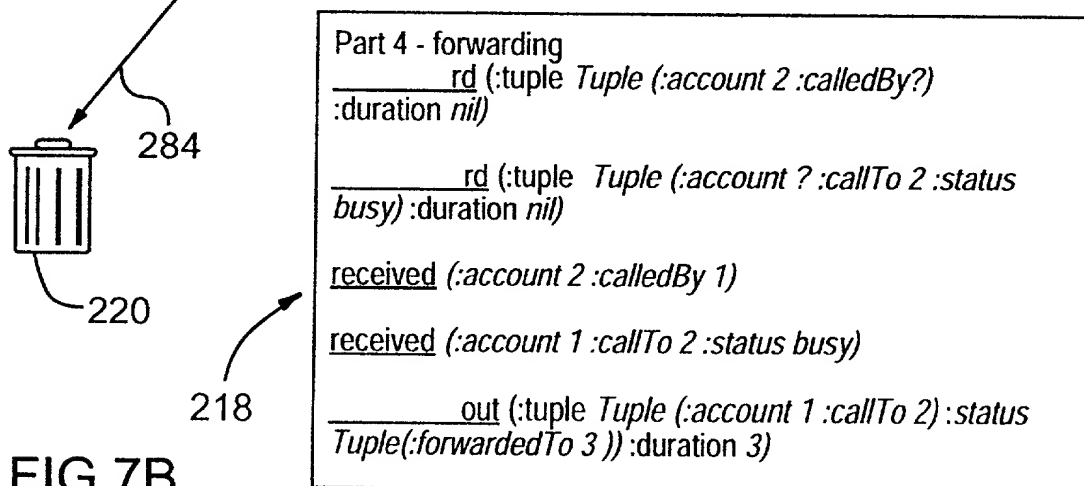 Part 4 - forwarding
rd (:tuple Tuple (:account 2 :calledBy?)
:duration nil)
rd (:tuple Tuple (:account ? :callTo 2 :status
busy) :duration nil)
received (:account 2 :calledBy 1)
received (:account 1 :callTo 2 :status busy)
out (:tuple Tuple (:account 1 :callTo 2) :status
Tuple(:forwardedTo 3 )) :duration 3)
284
220
218
FIG 7B